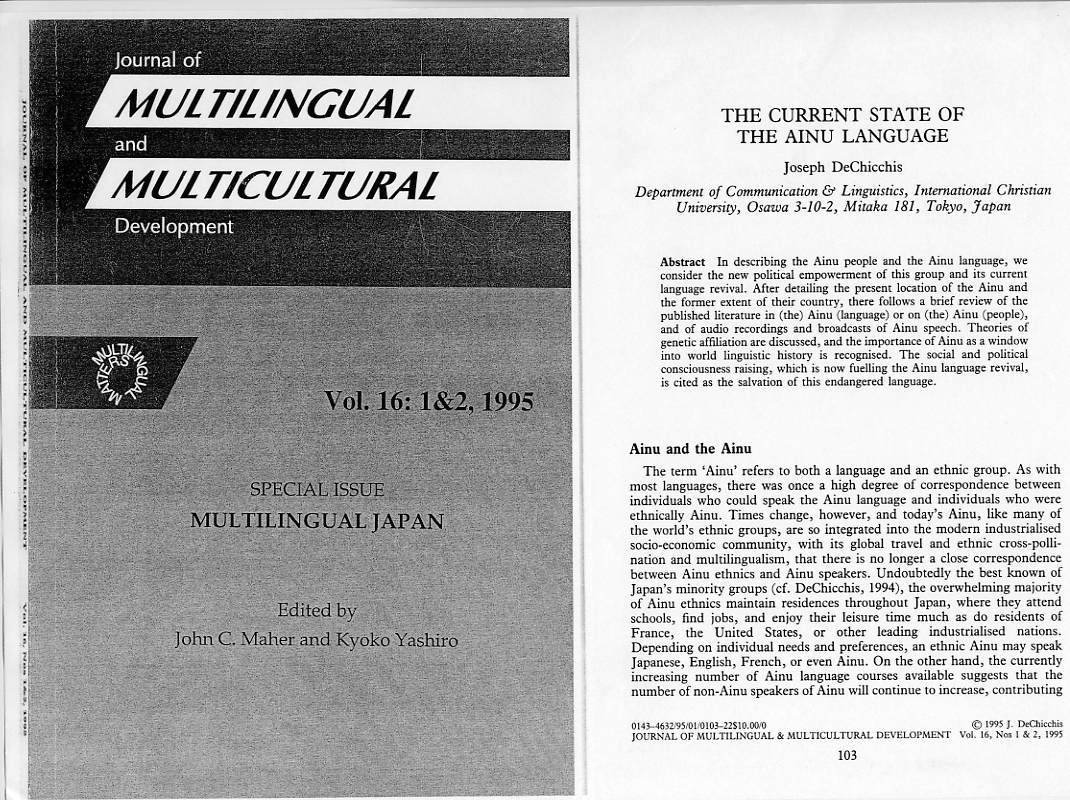 JOURNAL OF MULTILINGUAL AND MULTICULTURAL DEVELOPMENT Vol. 16, Nos 1&2, 1995
Journal of
MULTILINGUAL
and
MULTICULTURAL
Development
MULTILINGUAL MATTERS
Vol. 16: 1&2, 1995
SPECIAL ISSUE
MULTILINGUAL JAPAN
Edited by
John C. Maher and Kyoko Yashiro
THE CURRENT STATE OF
THE AINU LANGUAGE
Joseph DeChicchis
Department of Communication & Linguistics, International Christian
University, Osawa 3-10-2, Mitaka 181, Tokyo, Japan
Abstract In describing the Ainu people and the Ainu language, we
consider the new political empowerment of this group and its current
language revival. After detailing the present location of the Ainu and
the former extent of their country, there follows a brief review of the
published literature in (the) Ainu (language) or on (the) Ainu (people),
and of audio recordings and broadcasts of Ainu speech. Theories of
genetic affiliation are discussed, and the importance of Ainu as a window
into world linguistic history is recognised. The social and political
consciousness raising, which is now fuelling the Ainu language revival,
is cited as the salvation of this endangered language.
Ainu and the Ainu
The term ‘Ainu’ refers to both a language and an ethnic group. As with
most languages, there was once a high degree of correspondence between
individuals who could speak the Ainu language and individuals who were
ethnically Ainu. Times change, however, and today's Ainu, like many of
the world's ethnic groups, are so integrated into the modern industrialised
socio-economic community, with its global travel and ethnic cross-polli-
nation and multilingualism, that there is no longer a close correspondence
between Ainu ethnics and Ainu speakers. Undoubtedly the best known of
Japan's minority groups (cf. DeChicchis, 1994), the overwhelming majority
of Ainu ethnics maintain residences throughout Japan, where they attend
schools, find jobs, and enjoy their leisure time much as do residents of
France, the United States, or other leading industrialised nations.
Depending on individual needs and preferences, an ethnic Ainu may speak
Japanese, English, French, or even Ainu. On the other hand, the currently
increasing number of Ainu language courses available suggests that the
number of non-Ainu speakers of Ainu will continue to increase, contributing
0143-4632/95/01/0103-22$10.00/0 © 1995 J. DeChicchis
JOURNAL OF MULTILINGUAL & MULTICULTURAL DEVELOPMENT Vol. 16, Nos 1 & 2, 1995
103